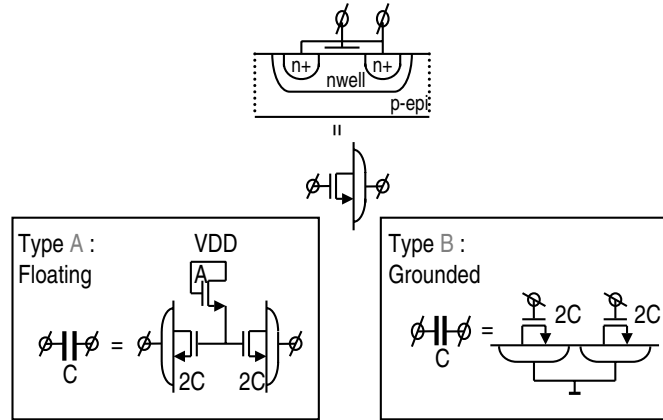 n+ n+
nwell
p-epi
=
Type A : VDD
Floating
A
=
C 2C 2C
Type B :
Grounded
2C 2C
=
C